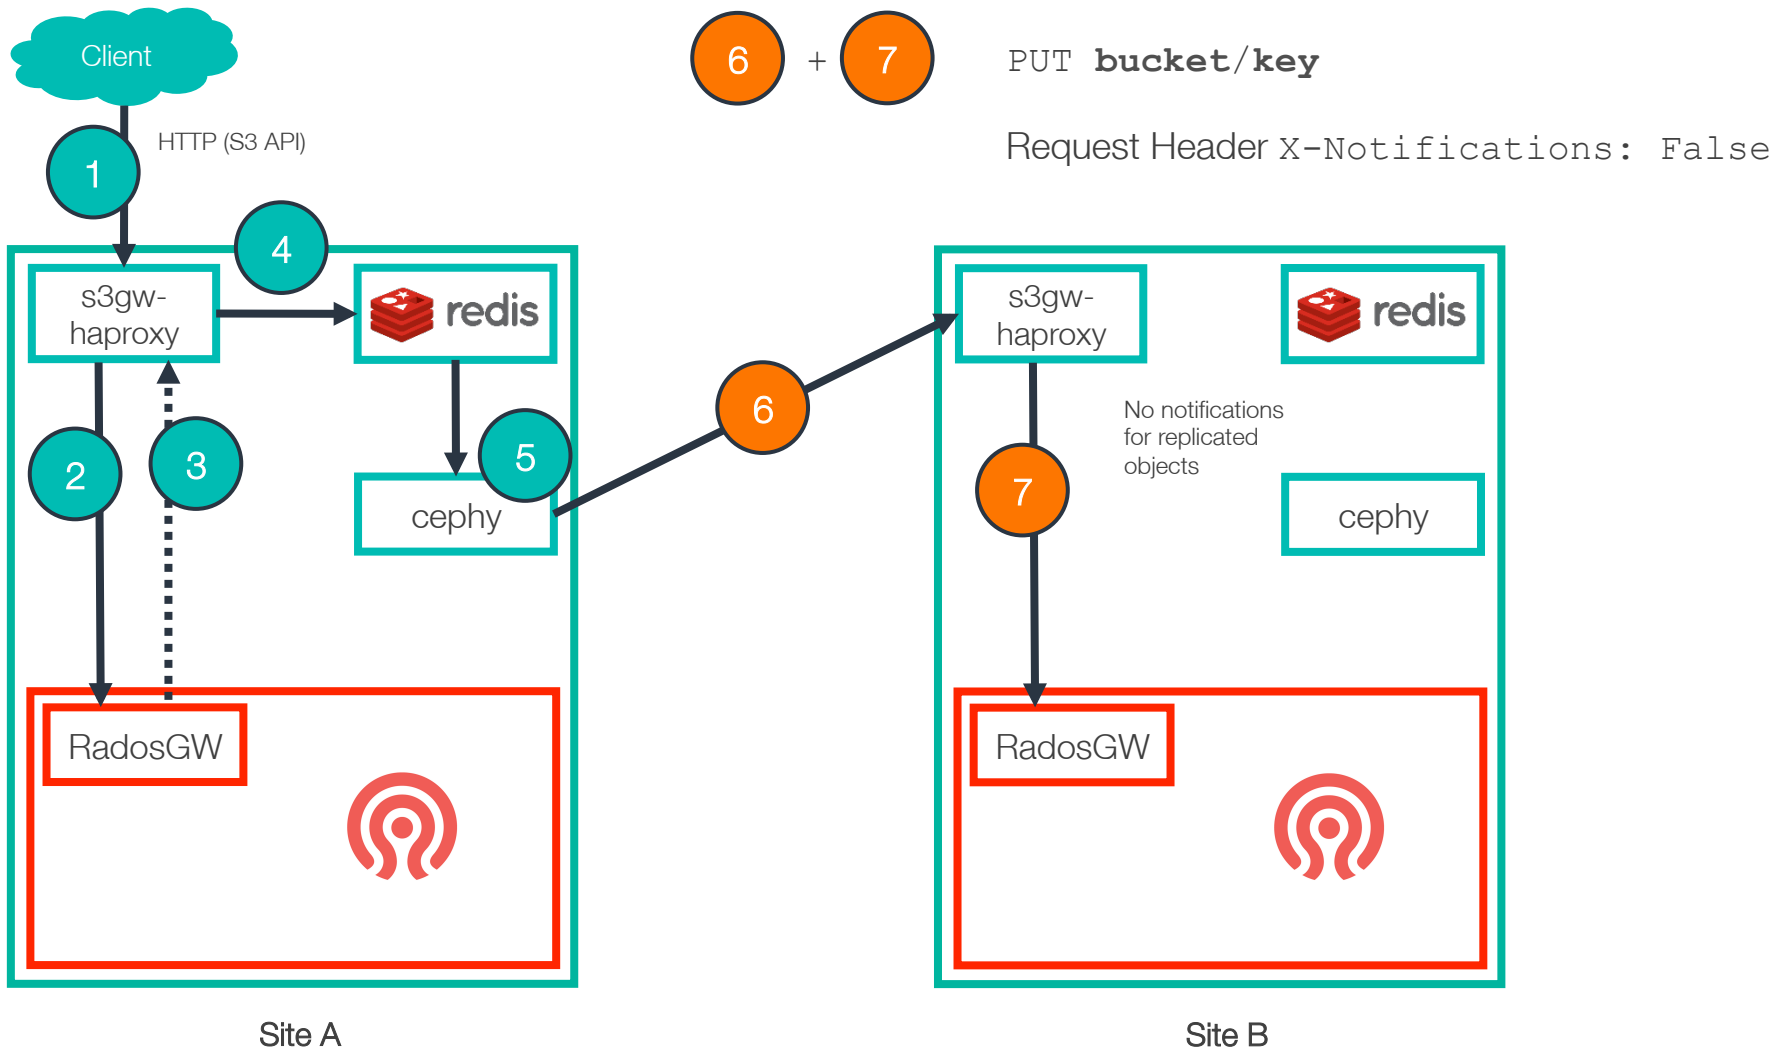 Client
HTTP (S3 API)
1
4
s3gw-
haproxy
redis
2
3
5
cephy
RadosGW
Site A
6 + 7
PUT bucket/key
Request Header X-Notifications: False
6
s3gw-
haproxy
redis
No notifications
for replicated
objects
7
cephy
RadosGW
Site B